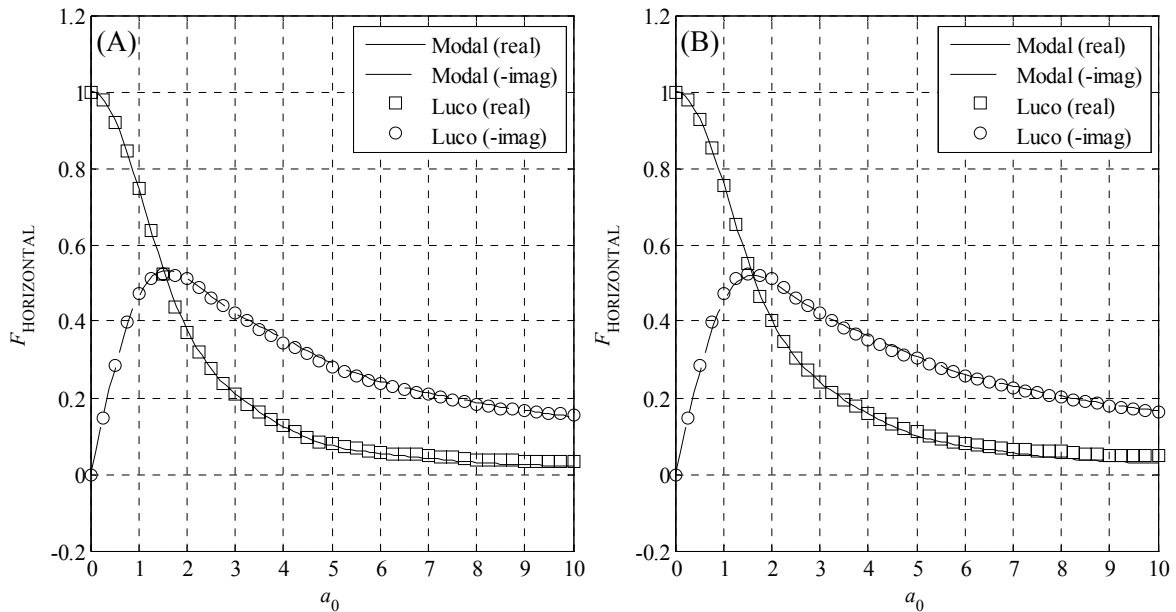 (A)
Modal (real)
Modal (-imag)
Luco (real)
Luco (-imag)
1.2
1
0.8
0.6
0.4
0.2
0
-0.2
F HORIZONTAL
0 1 2 3 4 5 6 7 8 9 10
a0
(B)
Modal (real)
Modal (-imag)
Luco (real)
Luco (-imag)
1.2
1
0.8
0.6
0.4
0.2
0
-0.2
F HORIZONTAL
0 1 2 3 4 5 6 7 8 9 10
a0